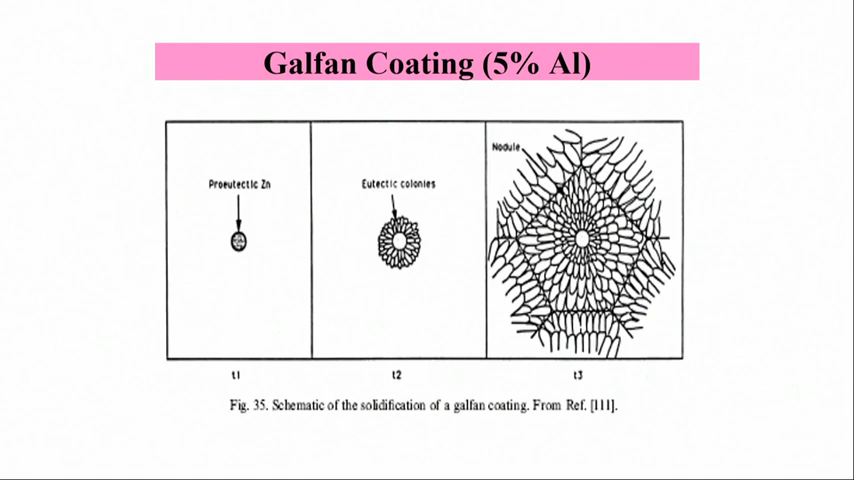 Galfan Coating (5% Al)
Nodule
Proeutectic Zn
Eutectic colonies
t1
t2
t3
Fig. 35. Schematic of the solidification of a galfan coating. From Ref. [111].